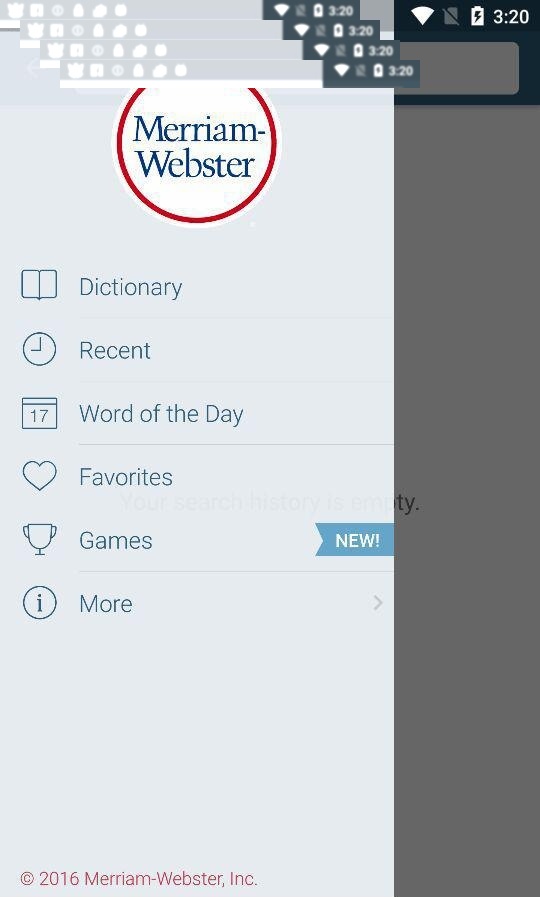 3:20
3:20
3:20
3:20
3:20
Merriam-
Webster
Dictionary
Recent
17
Word of the Day
Favorites
Your search history is empty.
Games
NEW!
More
© 2016 Merriam-Webster, Inc.